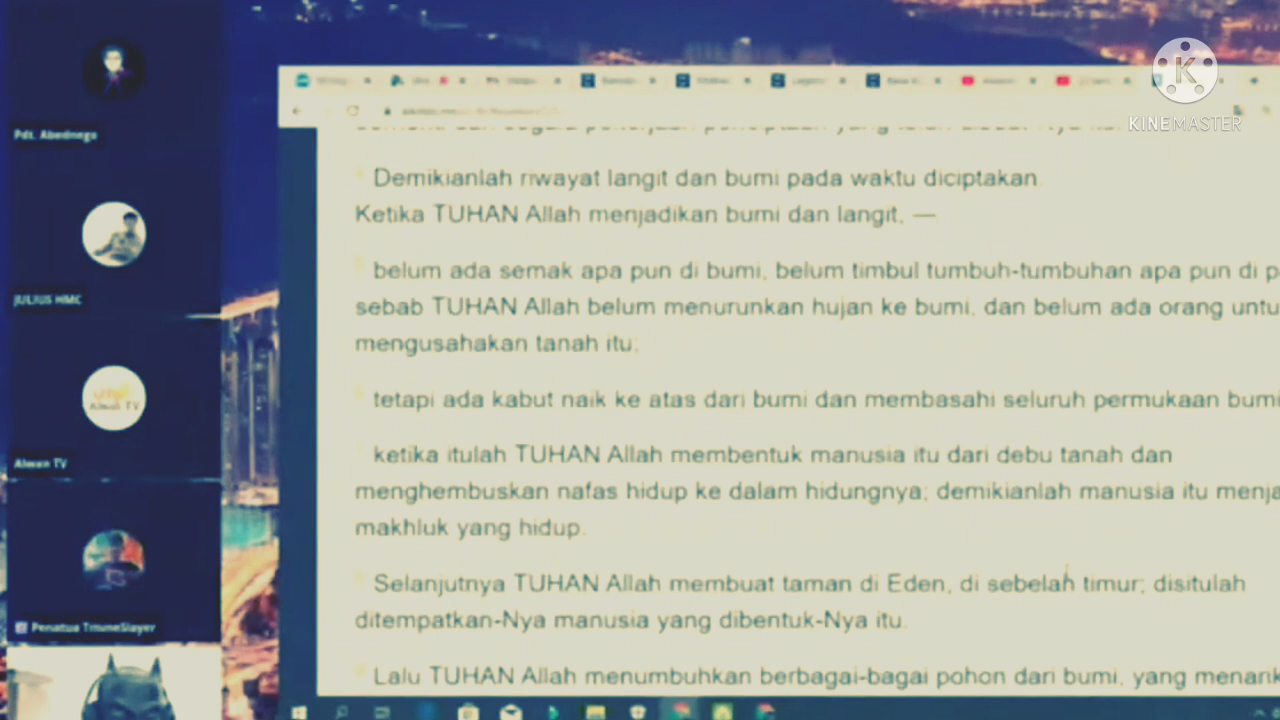 KINEMASTER
Pdt. Abednego
JULIUS HMC
Alwan TV
Penatua TrinineSlayer
Demikianlah riwayat langit dan bumi pada waktu diciptakan.
Ketika TUHAN Allah menjadikan bumi dan langit, —
belum ada semak apa pun di bumi, belum timbul tumbuh-tumbuhan apa pun di p
sebab TUHAN Allah belum menurunkan hujan ke bumi, dan belum ada orang untu
mengusahakan tanah itu;
tetapi ada kabut naik ke atas dari bumi dan membasahi seluruh permukaan bumi
ketika itulah TUHAN Allah membentuk manusia itu dari debu tanah dan
menghembuskan nafas hidup ke dalam hidungnya; demikianlah manusia itu menja
makhluk yang hidup.
Selanjutnya TUHAN Allah membuat taman di Eden, di sebelah timur; disitulah
ditempatkan-Nya manusia yang dibentuk-Nya itu.
Lalu TUHAN Allah menumbuhkan berbagai-bagai pohon dari bumi, yang menarik